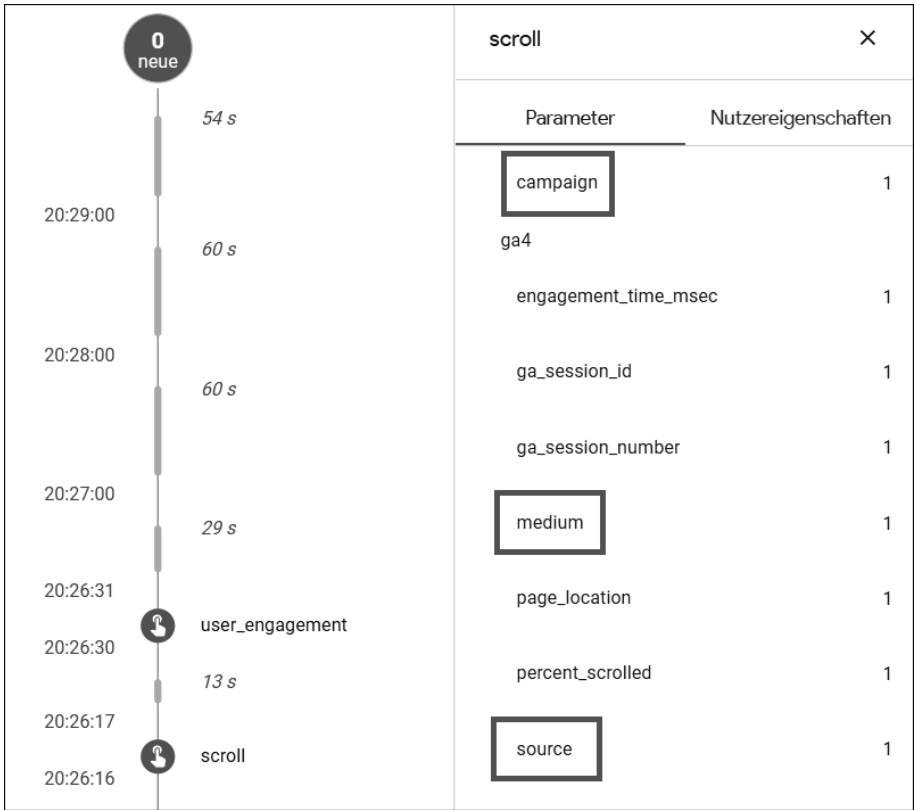 0
neue
54 s
20:29:00
60 s
20:28:00
60 s
20:27:00
29 s
20:26:31
user_engagement
20:26:30
13 s
20:26:17
scroll
20:26:16
scroll ×
Parameter Nutzereigenschaften
campaign 1
ga4
engagement_time_msec 1
ga_session_id 1
ga_session_number 1
medium 1
page_location 1
percent_scrolled 1
source 1